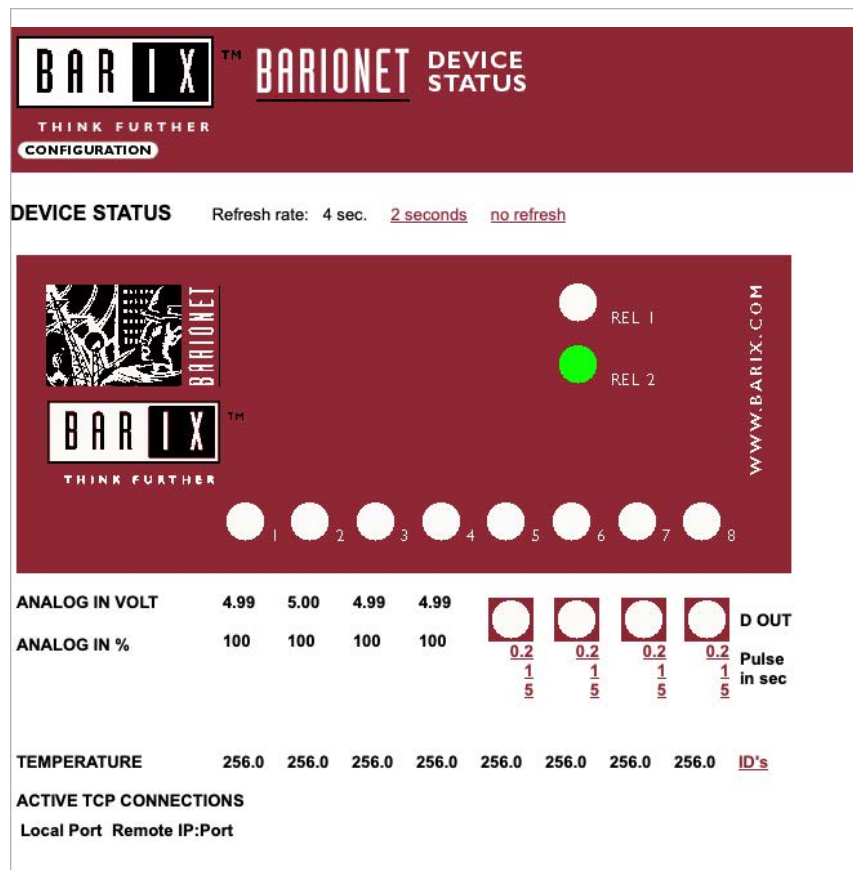 BARIX ™ BARIONET DEVICE STATUS
THINK FURTHER
CONFIGURATION
DEVICE STATUS Refresh rate: 4 sec. 2 seconds no refresh
BARIONET
REL 1
REL 2
WWW.BARIX.COM
BARIX ™
THINK FURTHER
1 2 3 4 5 6 7 8
ANALOG IN VOLT 4.99 5.00 4.99 4.99
D OUT
ANALOG IN % 100 100 100 100
0.2 0.2 0.2 0.2 Pulse
1 1 1 1 in sec
5 5 5 5
TEMPERATURE 256.0 256.0 256.0 256.0 256.0 256.0 256.0 256.0 ID's
ACTIVE TCP CONNECTIONS
Local Port Remote IP:Port